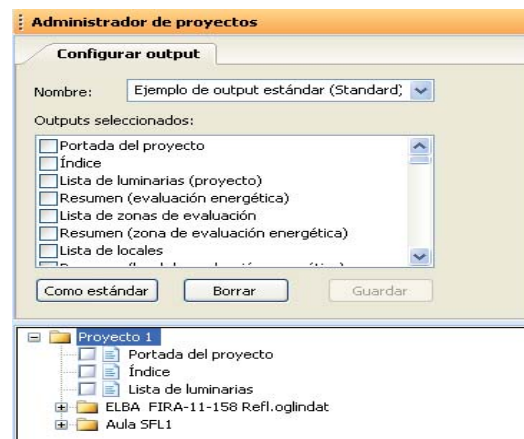 Administrador de proyectos
Configurar output
Nombre: Ejemplo de output estándar (Standard;
Outputs seleccionados:
Portada del proyecto
Índice
Lista de luminarias (proyecto)
Resumen (evaluación energética)
Lista de zonas de evaluación
Resumen (zona de evaluación energética)
Lista de locales
Como estándar Borrar Guardar
Proyecto 1
Portada del proyecto
Índice
Lista de luminarias
ELBA FIRA-11-158 Refl.oglindat
Aula SFL1